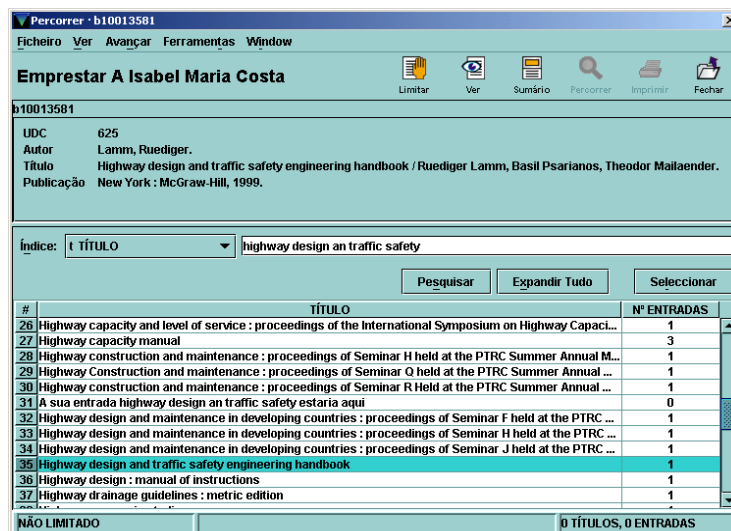 Percorrer · b10013581
Ficheiro Ver Avançar Ferramentas Window
Emprestar A Isabel Maria Costa
Limitar Ver Sumário Percorrer Imprimir Fechar
b10013581
UDC 625
Autor Lamm, Ruediger.
Título Highway design and traffic safety engineering handbook / Ruediger Lamm, Basil Psarianos, Theodor Mailaender.
Publicação New York : McGraw-Hill, 1999.
Índice: t TÍTULO highway design an traffic safety
Pesquisar Expandir Tudo Seleccionar
# TÍTULO Nº ENTRADAS
26 Highway capacity and level of service : proceedings of the International Symposium on Highway Capaci... 1
27 Highway capacity manual 3
28 Highway construction and maintenance : proceedings of Seminar H held at the PTRC Summer Annual M... 1
29 Highway Construction and maintenance : proceedings of Seminar Q held at the PTRC Summer Annual ... 1
30 Highway construction and maintenance : proceedings of Seminar R Held at the PTRC Summer Annual ... 1
31 A sua entrada highway design an traffic safety estaria aqui 0
32 Highway design and maintenance in developing countries : proceedings of Seminar F held at the PTRC ... 1
33 Highway design and maintenance in developing countries : proceedings of Seminar H held at the PTRC ... 1
34 Highway design and maintenance in developing countries : proceedings of Seminar J held at the PTRC ... 1
35 Highway design and traffic safety engineering handbook 1
36 Highway design : manual of instructions 1
37 Highway drainage guidelines : metric edition 1
NÃO LIMITADO 0 TÍTULOS, 0 ENTRADAS